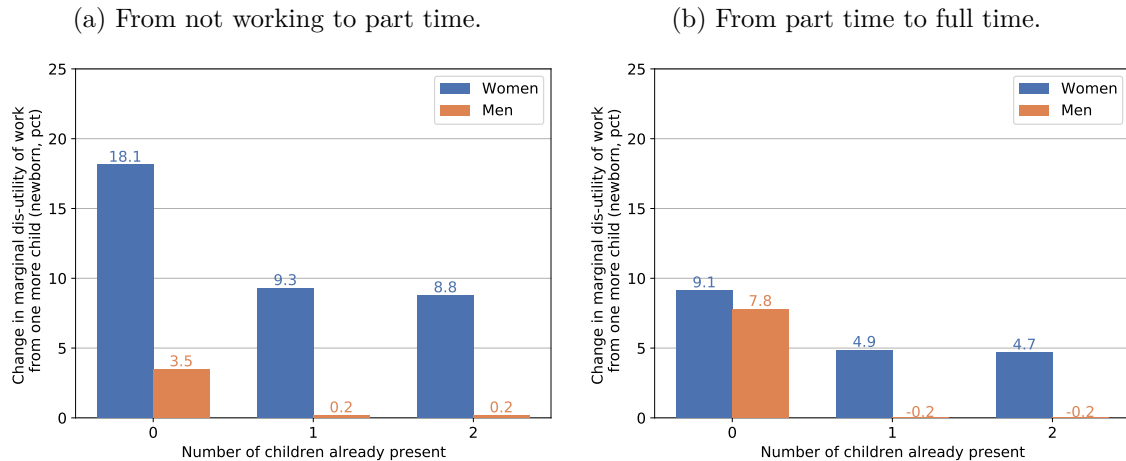 (a) From not working to part time.
25
20
15
10
5
0
Change in marginal dis-utility of work
from one more child (newborn, pct)
Women
Men
18.1
3.5
9.3
0.2
8.8
0.2
0
1
2
Number of children already present
(b) From part time to full time.
25
20
15
10
5
0
Change in marginal dis-utility of work
from one more child (newborn, pct)
Women
Men
9.1
7.8
4.9
-0.2
4.7
-0.2
0
1
2
Number of children already present